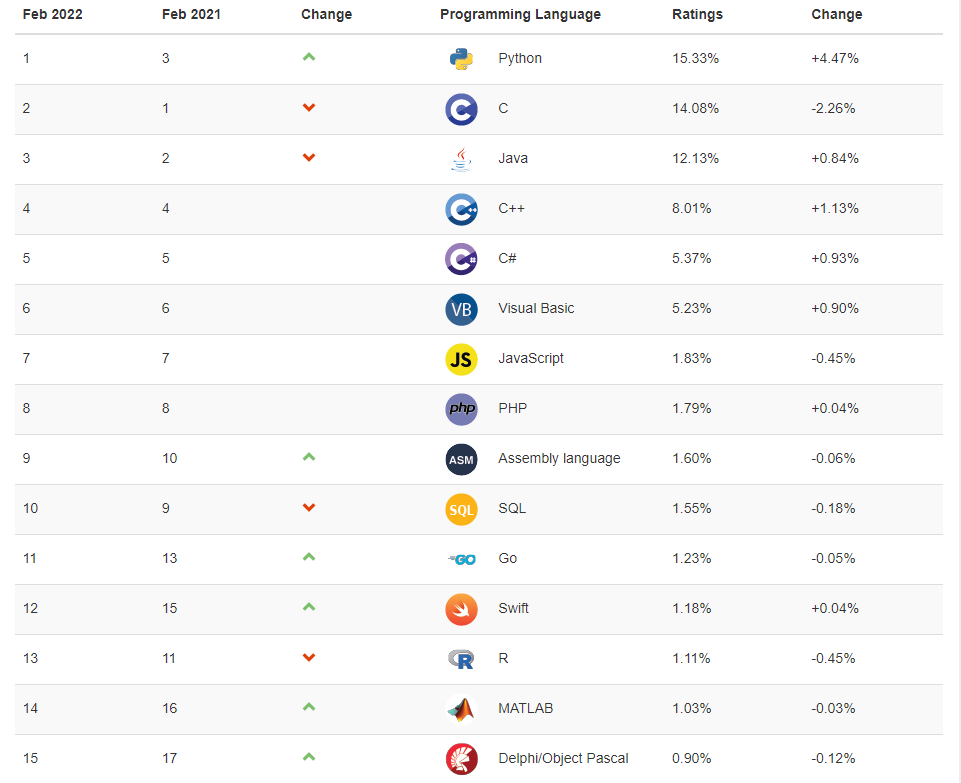 Feb 2022 Feb 2021 Change Programming Language Ratings Change
1 3 Python 15.33% +4.47%
2 1 C 14.08% -2.26%
3 2 Java 12.13% +0.84%
4 4 C++ 8.01% +1.13%
5 5 C# 5.37% +0.93%
6 6 VB Visual Basic 5.23% +0.90%
7 7 JS JavaScript 1.83% -0.45%
8 8 php PHP 1.79% +0.04%
9 10 ASM Assembly language 1.60% -0.06%
10 9 SQL SQL 1.55% -0.18%
11 13 GO Go 1.23% -0.05%
12 15 Swift 1.18% +0.04%
13 11 R R 1.11% -0.45%
14 16 MATLAB 1.03% -0.03%
15 17 Delphi/Object Pascal 0.90% -0.12%